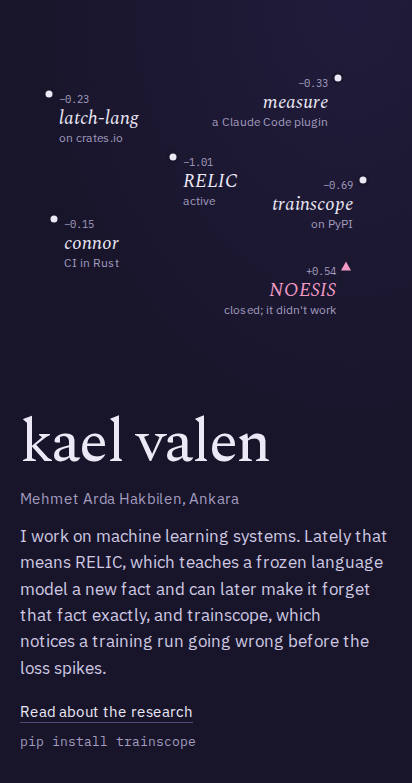 −0.33
measure
a Claude Code plugin
−0.23
latch-lang
on crates.io
−1.01
RELIC
active
−0.69
trainscope
on PyPI
−0.15
connor
CI in Rust
+0.54
NOESIS
closed; it didn't work
kael valen
Mehmet Arda Hakbilen, Ankara
I work on machine learning systems. Lately that
means RELIC, which teaches a frozen language
model a new fact and can later make it forget
that fact exactly, and trainscope, which
notices a training run going wrong before the
loss spikes.
Read about the research
pip install trainscope